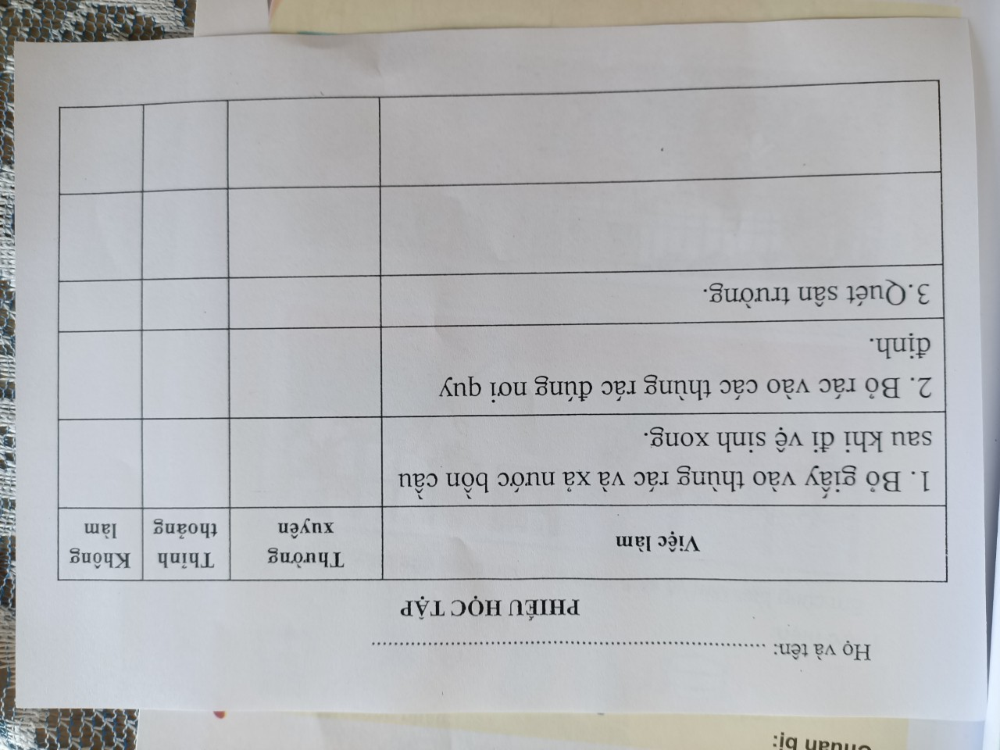 Họ và tên: ............................................................
PHIẾU HỌC TẬP
Việc làm
Thường
xuyên
Thỉnh
thoảng
Không
làm
1. Bỏ giấy vào thùng rác và xả nước bồn cầu
sau khi đi vệ sinh xong.
2. Bỏ rác vào các thùng rác đúng nơi quy
định.
3.Quét sân trường.